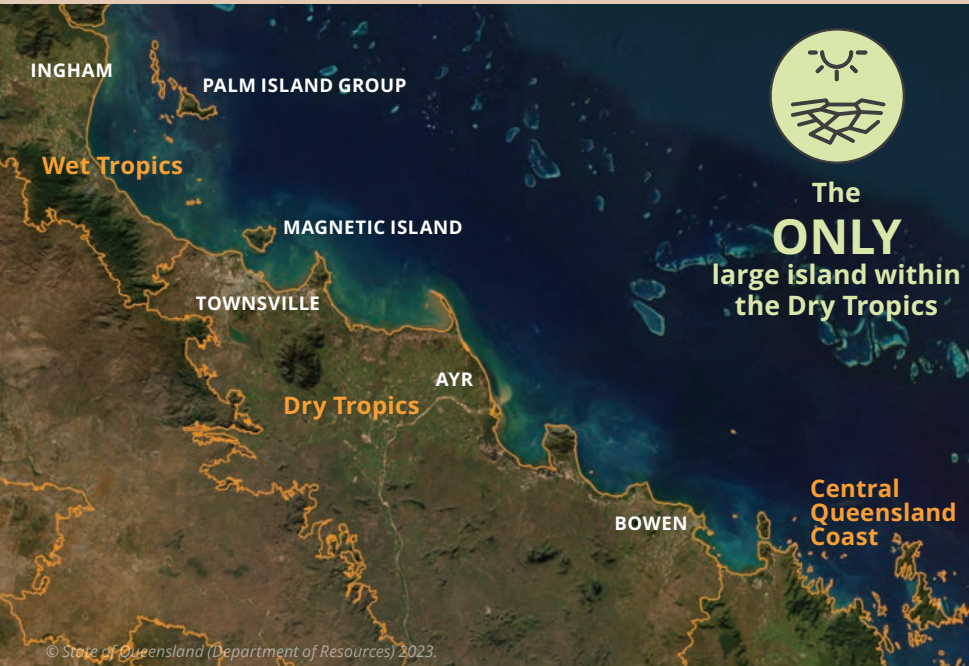 INGHAM
PALM ISLAND GROUP
Wet Tropics
The
ONLY
large island within
the Dry Tropics
MAGNETIC ISLAND
TOWNSVILLE
AYR
Dry Tropics
Central
Queensland
Coast
BOWEN
© State of Queensland (Department of Resources) 2023.